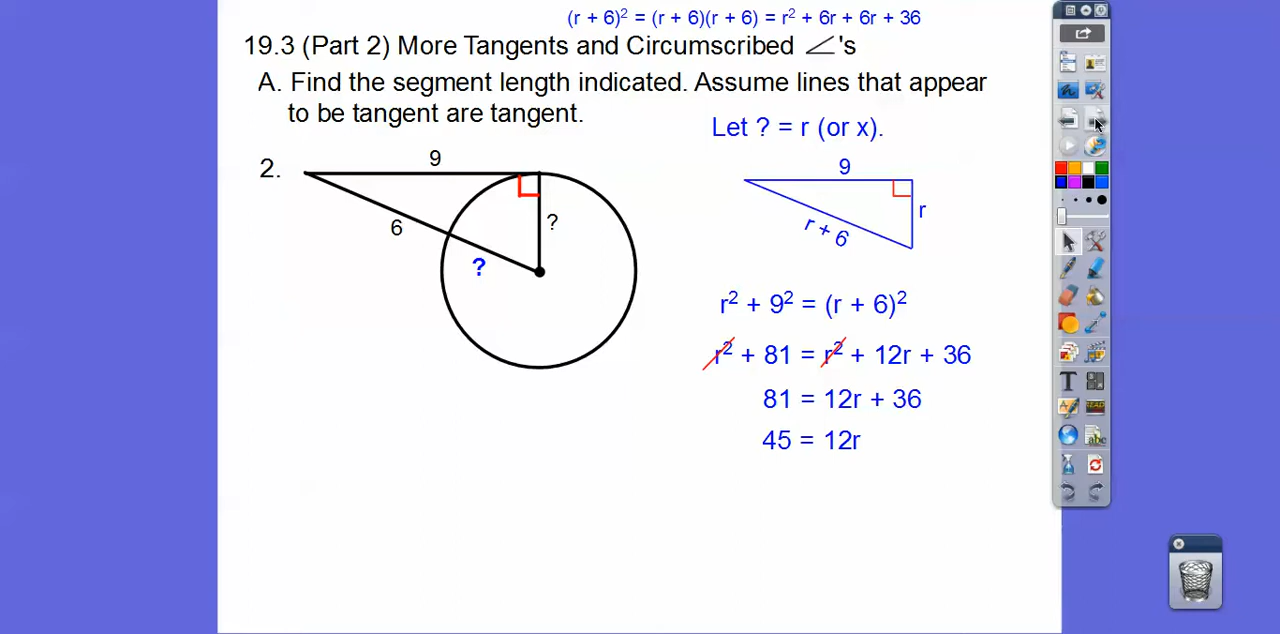 (r + 6)² = (r + 6)(r + 6) = r² + 6r + 6r + 36
19.3 (Part 2) More Tangents and Circumscribed ∠'s
A. Find the segment length indicated. Assume lines that appear
to be tangent are tangent.
Let ? = r (or x).
2.
9
6
?
?
9
r
r + 6
r² + 9² = (r + 6)²
r² + 81 = r² + 12r + 36
81 = 12r + 36
45 = 12r